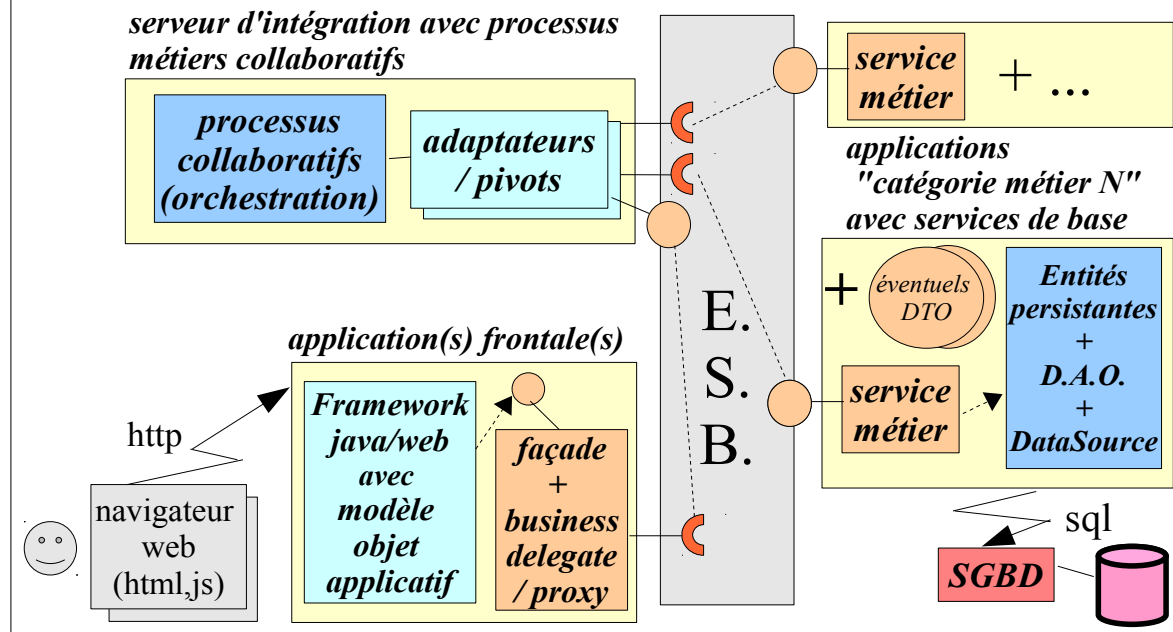 serveur d'intégration avec processus
métiers collaboratifs
processus
collaboratifs
(orchestration)
adaptateurs
/ pivots
service
métier
+ ...
applications
"catégorie métier N"
avec services de base
+
éventuels
DTO
Entités
persistantes
+
D.A.O.
+
DataSource
service
métier
E.
S.
B.
application(s) frontale(s)
Framework
java/web
avec
modèle
objet
applicatif
façade
+
business
delegate
/ proxy
http
navigateur
web
(html,js)
sql
SGBD